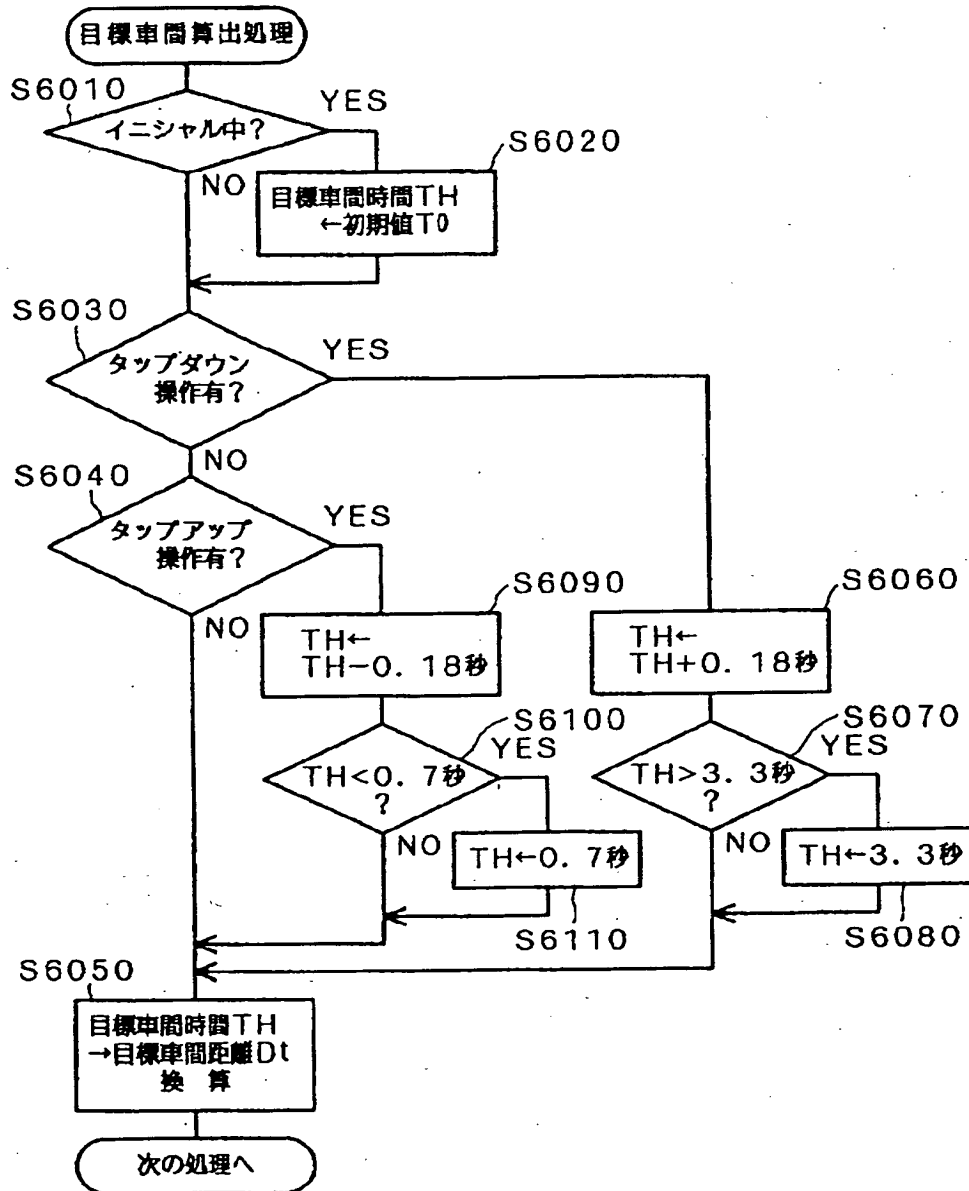 目標車間算出処理
S6010
イニシャル中？
YES
NO
S6020
目標車間時間TH
←初期値T0
S6030
タップダウン
操作有？
YES
NO
S6040
タップアップ
操作有？
YES
NO
S6090
TH←
TH−0．18秒
S6060
TH←
TH+0．18秒
S6100
TH<0．7秒
？
YES
NO
TH←0．7秒
S6110
S6070
TH>3．3秒
？
YES
NO
TH←3．3秒
S6080
S6050
目標車間時間TH
→目標車間距離Dt
換 算
次の処理へ